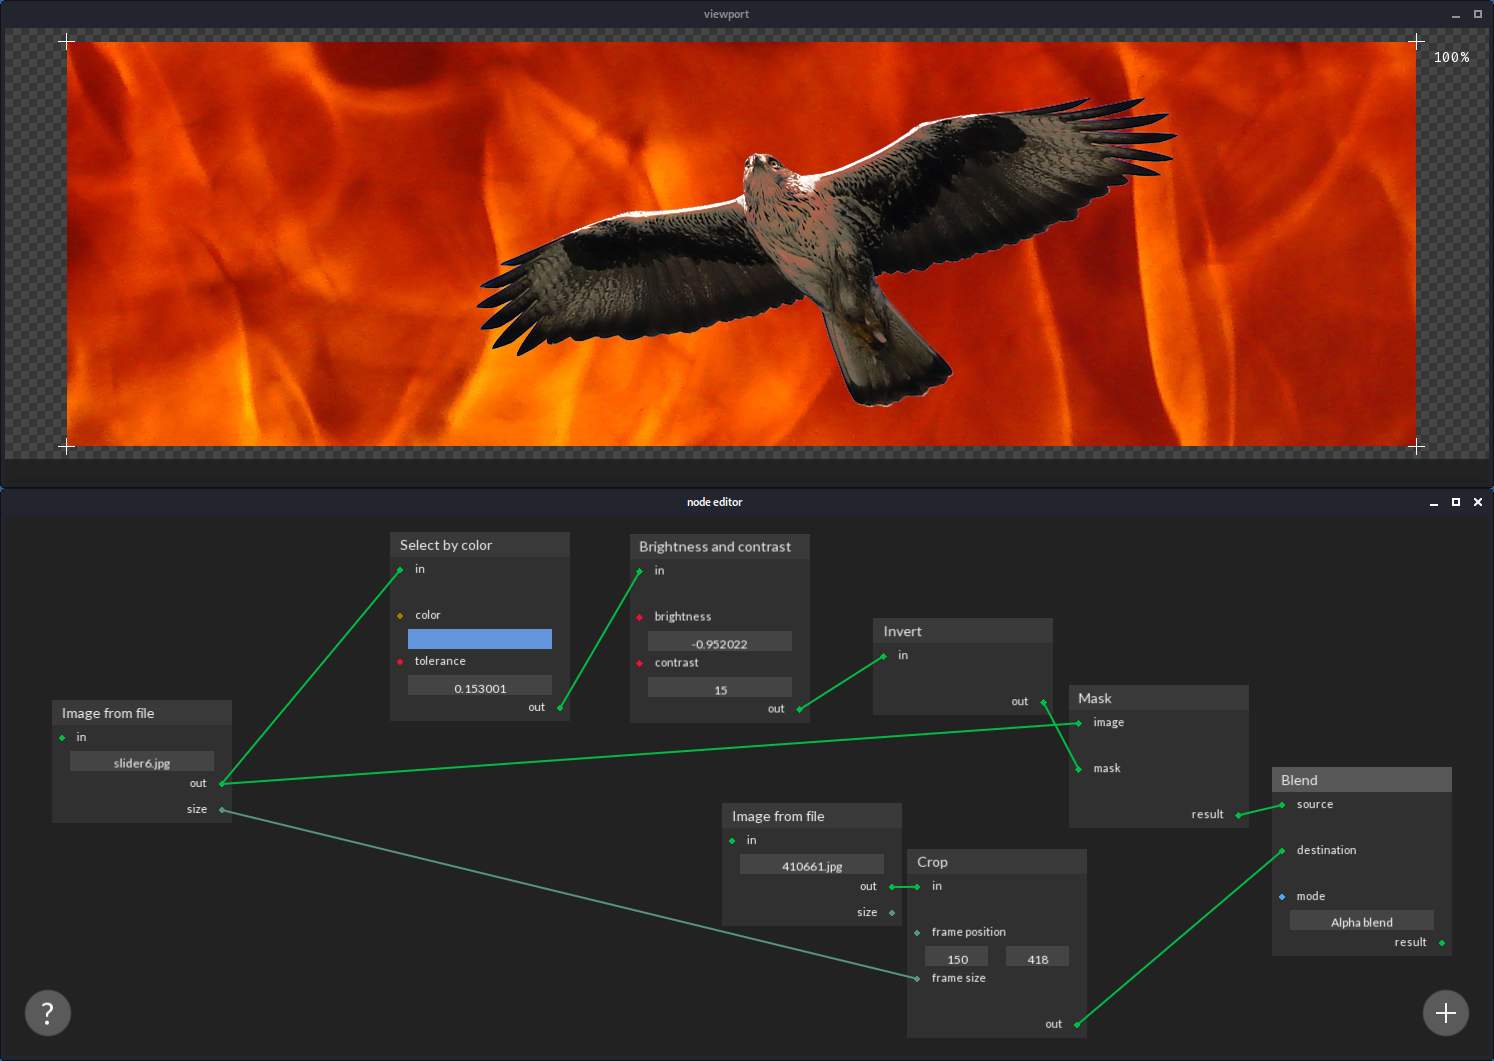 viewport
100%
node editor
Select by color
in
color
tolerance
0.153001
out
Brightness and contrast
in
brightness
-0.952022
contrast
15
out
Invert
in
out
Mask
image
mask
result
Image from file
in
slider6.jpg
out
size
Image from file
in
410661.jpg
out
size
Crop
in
frame position
150 418
frame size
out
Blend
source
destination
mode
Alpha blend
result
?